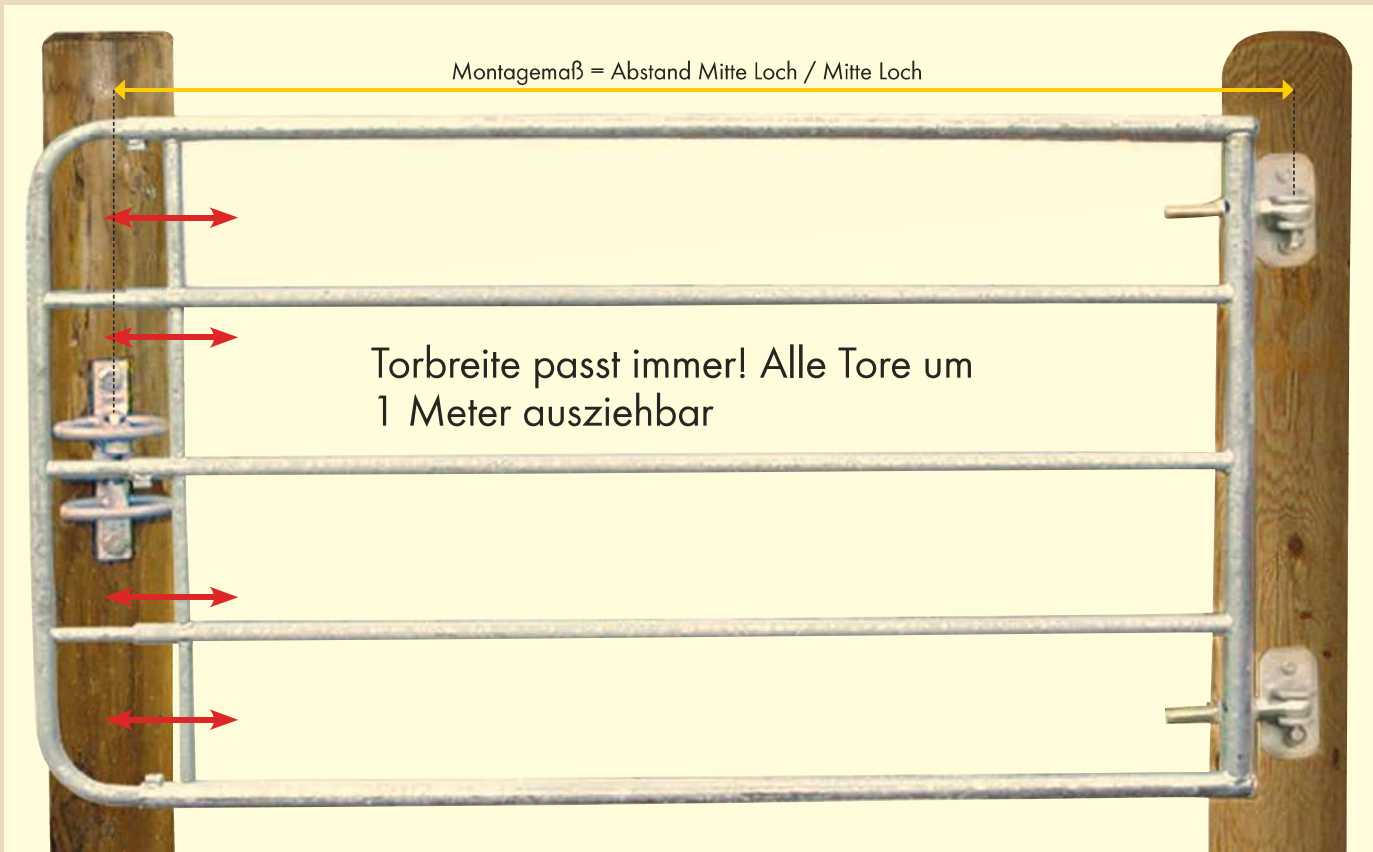 Montagemaß = Abstand Mitte Loch / Mitte Loch
Torbreite passt immer! Alle Tore um
1 Meter ausziehbar